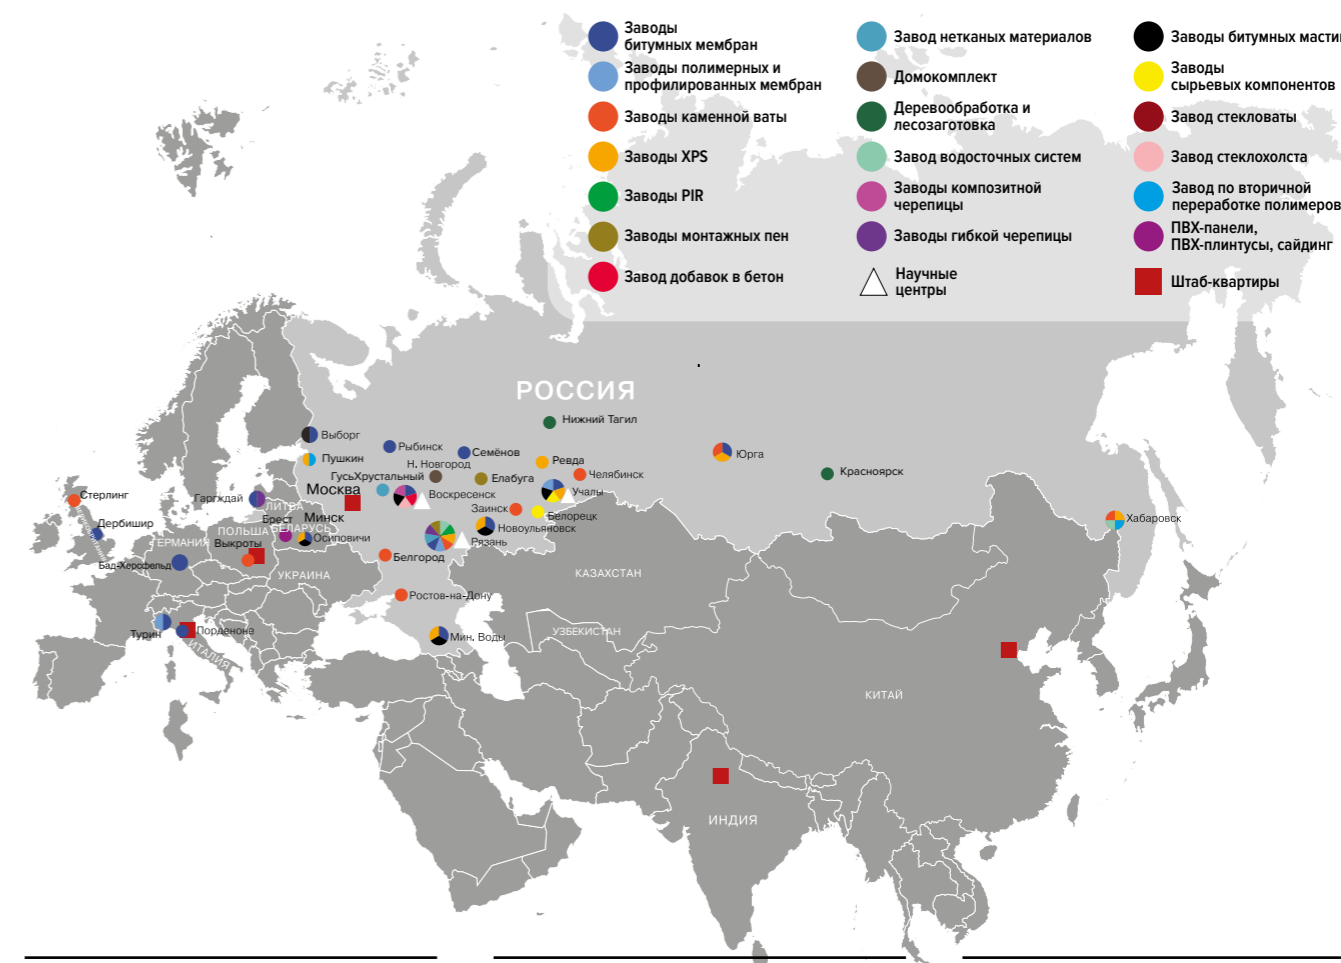 Заводы
битумных мембран
Заводы полимерных и
профилированных мембран
Заводы каменной ваты
Заводы XPS
Заводы PIR
Заводы монтажных пен
Завод добавок в бетон
Завод нетканых материалов
Домокомплект
Деревообработка и
лесозаготовка
Завод водосточных систем
Заводы композитной
черепицы
Заводы гибкой черепицы
Научные
центры
Заводы битумных масти
Заводы
сырьевых компонентов
Завод стекловаты
Завод стеклохолста
Завод по вторичной
переработке полимеров
ПВХ-панели,
ПВХ-плинтусы, сайдинг
Штаб-квартиры
РОССИЯ
Нижний Тагил
Выборг
Рыбинск
Семёнов
Юрга
Пушкин
Н. Новгород
Ревда
Челябинск
Красноярск
ГусьХрустальный
Елабуга
Москва
Воскресенск
Учалы
Стерлинг
Гаргждай
ЛИТВА
Заинск
Белорецк
Хабаровск
Дербишир
Брест
Минск
БЕЛАРУСЬ
Новоульяновск
ПОЛЬША
Осиповичи
Рязань
ГЕРМАНИЯ
Выкроты
Белгород
Бад-Херсфельд
УКРАИНА
КАЗАХСТАН
Ростов-на-Дону
Турин
Порденоне
УЗБЕКИСТАН
Мин. Воды
ИТАЛИЯ
КИТАЙ
ИНДИЯ